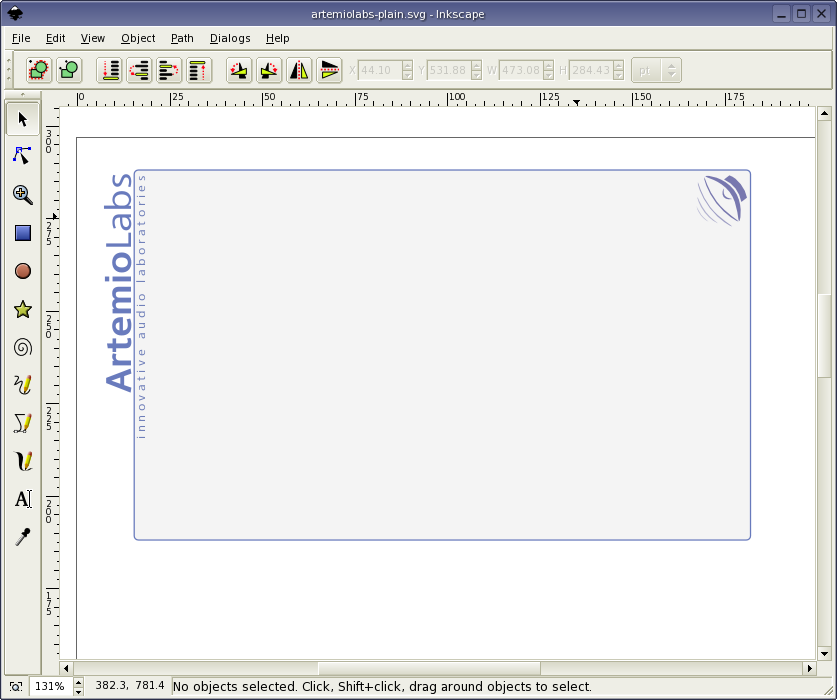 artemiolabs-plain.svg - Inkscape
File Edit View Object Path Dialogs Help
X 44.10 Y 531.88 W 473.08 H 284.43 pt
0 25 50 75 100 125 150 175
300
275
250
225
200
175
ArtemioLabs
innovative audio laboratories
A
131% 382.3, 781.4 No objects selected. Click, Shift+click, drag around objects to select.